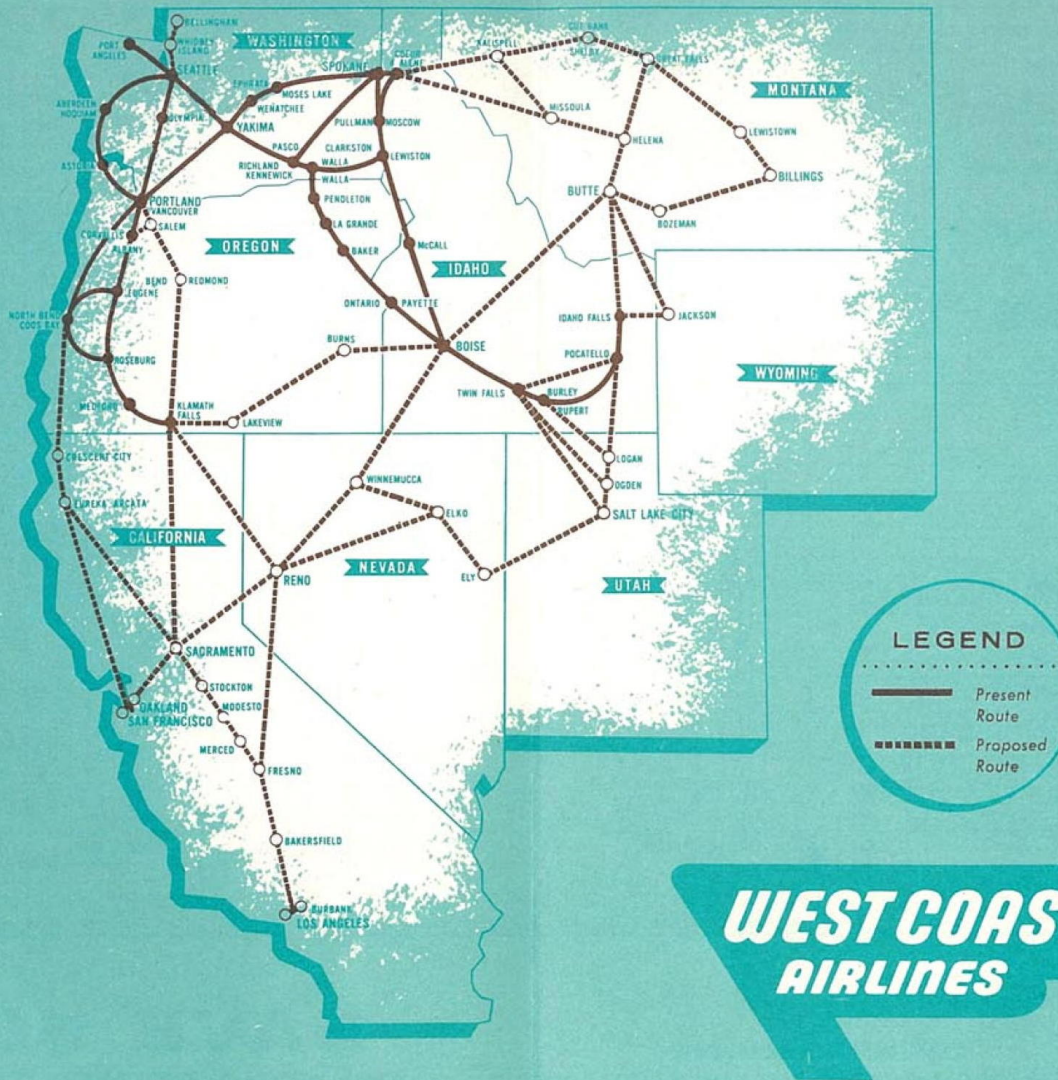 BELLINGHAM
WHIDBEY
ISLAND
PORT
ANGELES
WASHINGTON
SEATTLE
SPOKANE
COEUR
D'ALENE
KALISPELL
CUT BANK
SHELBY
GREAT FALLS
MONTANA
EPHRATA
MOSES LAKE
WENATCHEE
ABERDEEN
HOQUIAM
OLYMPIA
YAKIMA
PULLMAN
MOSCOW
MISSOULA
HELENA
LEWISTOWN
PASCO
RICHLAND
KENNEWICK
WALLA
WALLA
CLARKSTON
LEWISTON
ASTORIA
BUTTE
BILLINGS
BOZEMAN
PORTLAND
VANCOUVER
SALEM
PENDLETON
LA GRANDE
CORVALLIS
ALBANY
OREGON
BAKER
McCALL
IDAHO
BEND
REDMOND
EUGENE
ONTARIO
PAYETTE
NORTH BEND
COOS BAY
IDAHO FALLS
JACKSON
BURNS
BOISE
ROSEBURG
POCATELLO
WYOMING
TWIN FALLS
BURLEY
RUPERT
MEDFORD
KLAMATH
FALLS
LAKEVIEW
CRESCENT CITY
LOGAN
WINNEMUCCA
OGDEN
EUREKA ARCATA
ELKO
SALT LAKE CITY
CALIFORNIA
NEVADA
ELY
RENO
UTAH
SACRAMENTO
STOCKTON
OAKLAND
SAN FRANCISCO
MODESTO
MERCED
FRESNO
BAKERSFIELD
BURBANK
LOS ANGELES
LEGEND
Present
Route
Proposed
Route
WEST COAS
AIRLINES